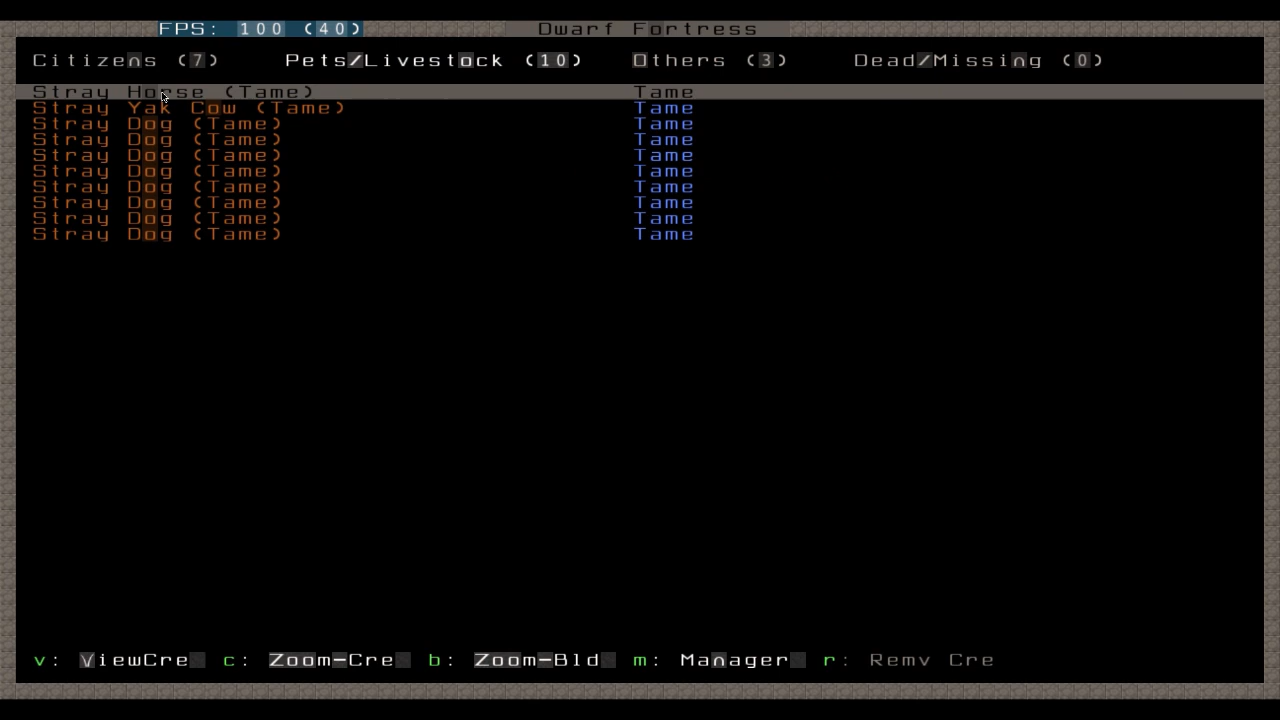 FPS: 100 (40) Dwarf Fortress
Citizens (7) Pets/Livestock (10) Others (3) Dead/Missing (0)
Stray Horse (Tame) Tame
Stray Yak Cow (Tame) Tame
Stray Dog (Tame) Tame
Stray Dog (Tame) Tame
Stray Dog (Tame) Tame
Stray Dog (Tame) Tame
Stray Dog (Tame) Tame
Stray Dog (Tame) Tame
Stray Dog (Tame) Tame
Stray Dog (Tame) Tame
v: ViewCre c: Zoom-Cre b: Zoom-Bld m: Manager r: Remv Cre